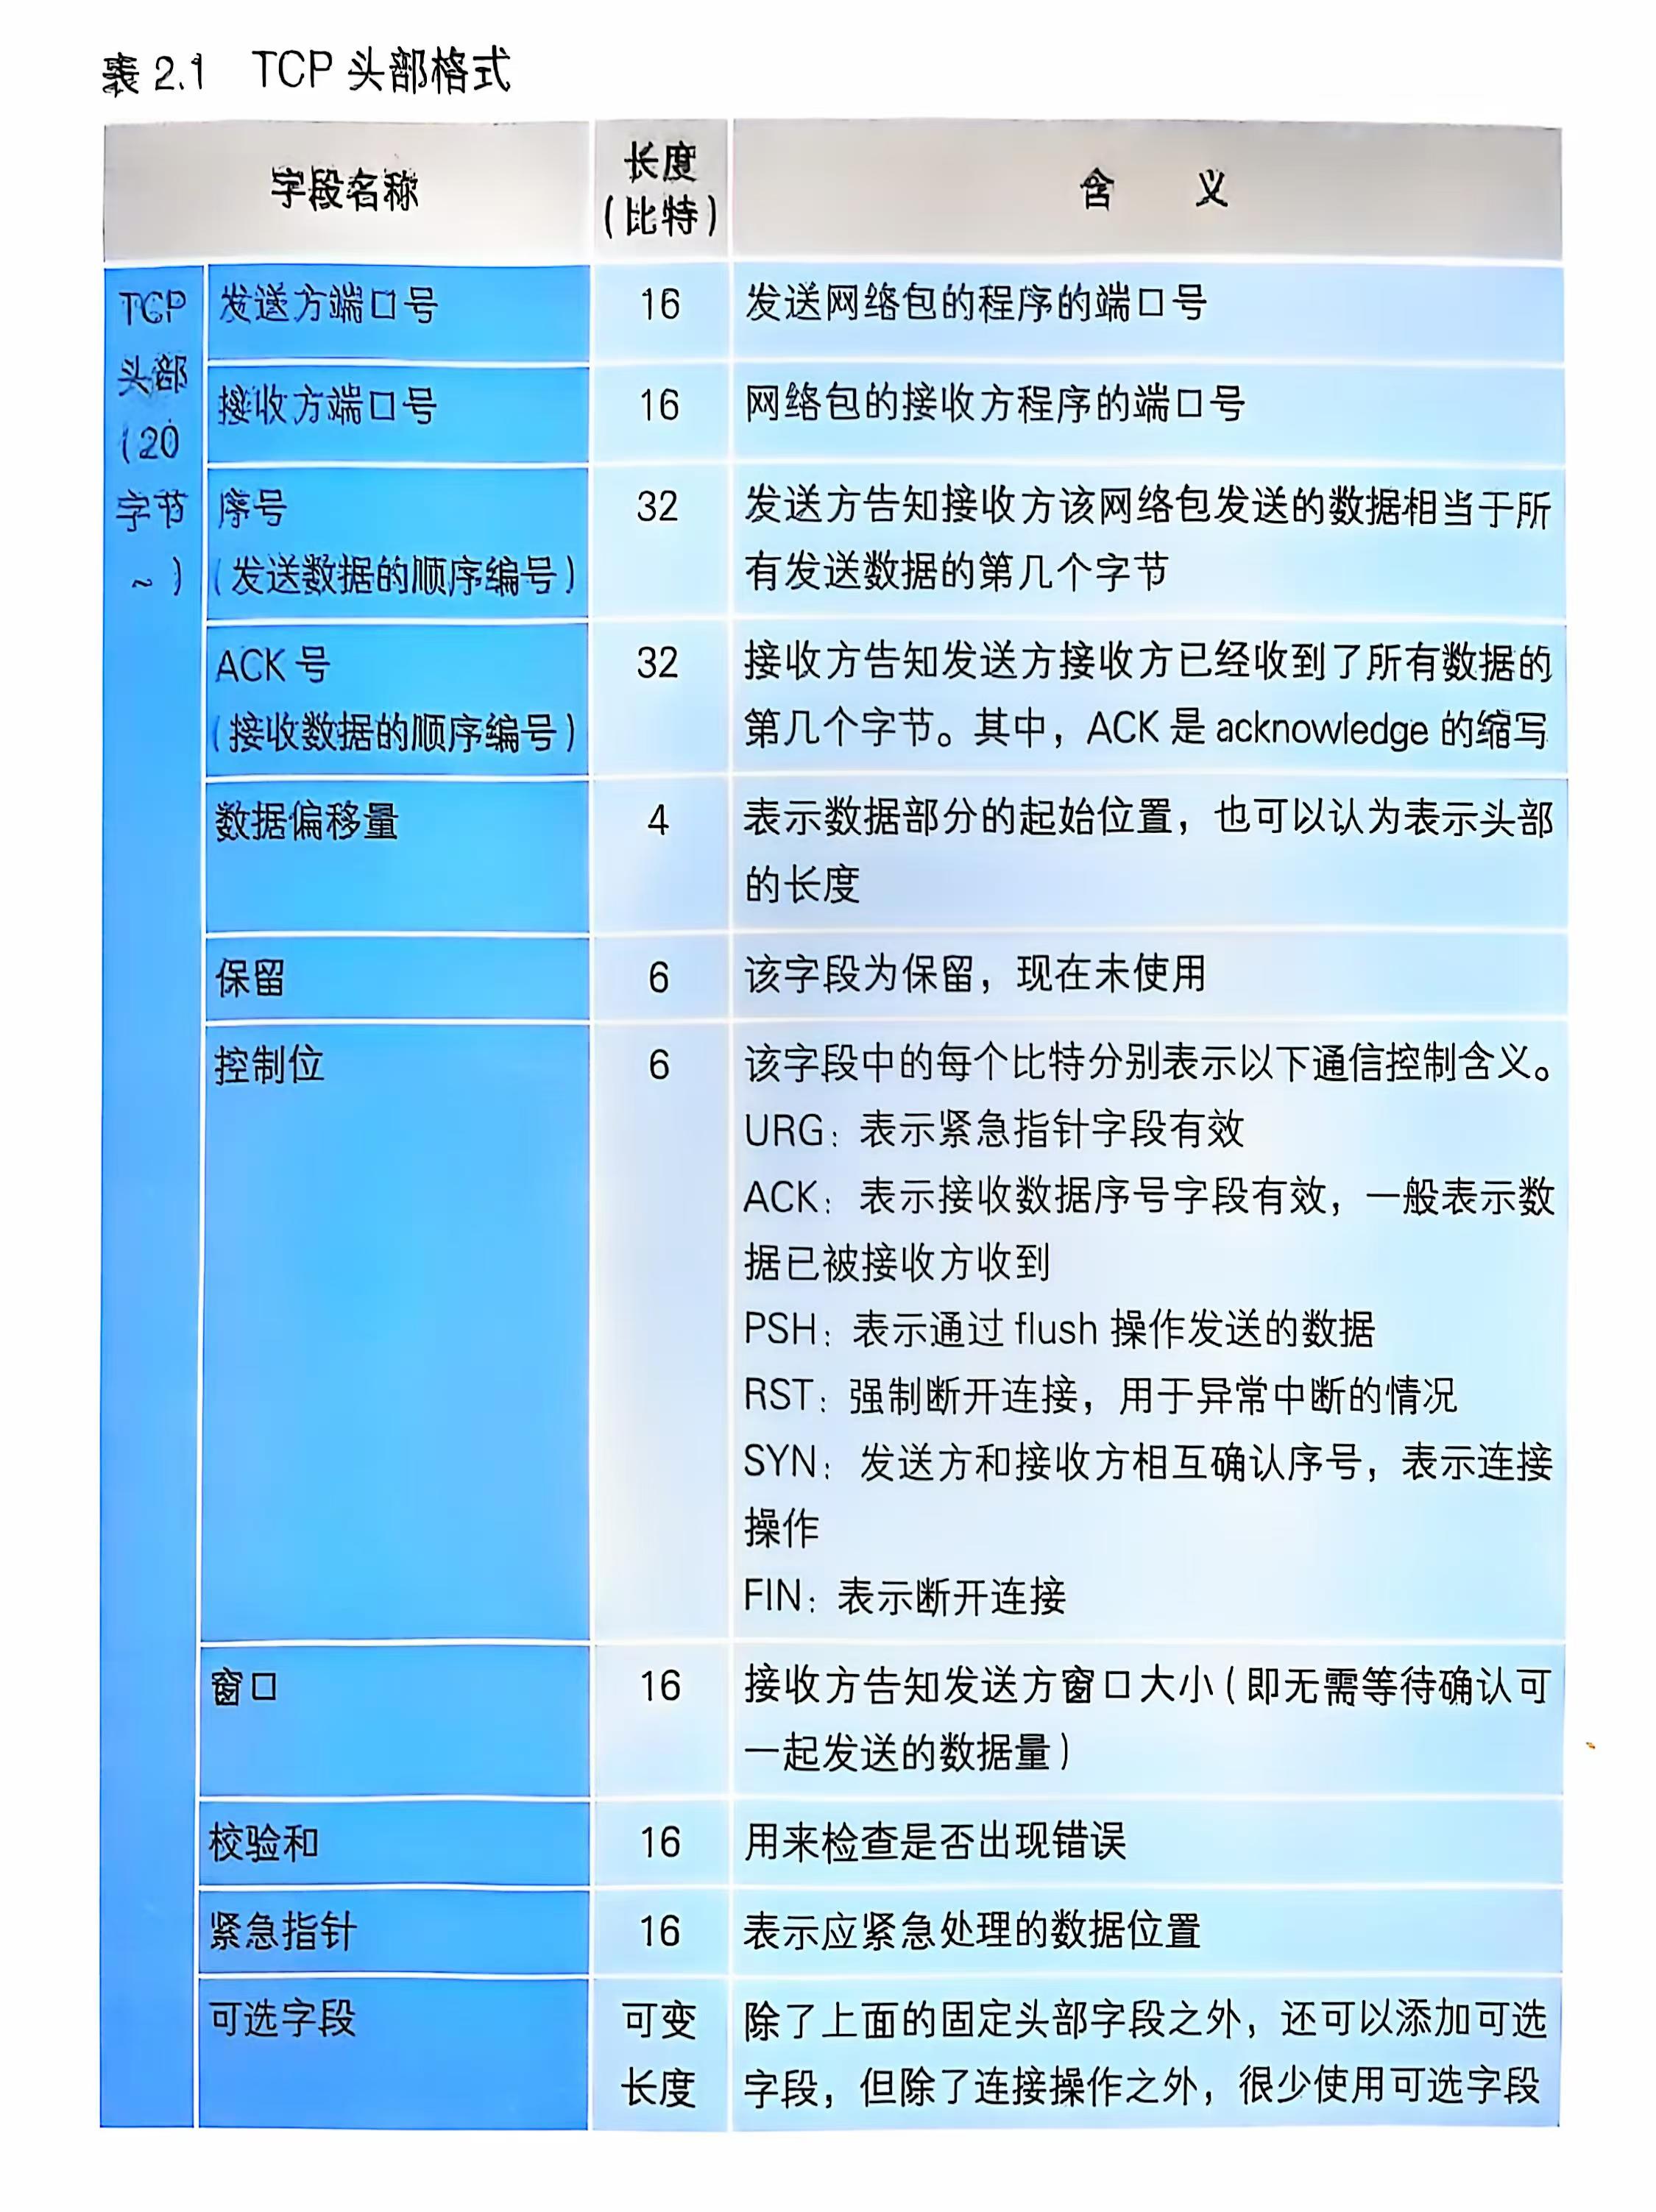 表 2.1 TCP 头部格式
字段名称
长度
（比特）
含 义
TCP
头部
（20
字节
~ ）
发送方端口号
16
发送网络包的程序的端口号
接收方端口号
16
网络包的接收方程序的端口号
序号
（发送数据的顺序编号）
32
发送方告知接收方该网络包发送的数据相当于所
有发送数据的第几个字节
ACK 号
（接收数据的顺序编号）
32
接收方告知发送方接收方已经收到了所有数据的
第几个字节。其中，ACK 是 acknowledge 的缩写
数据偏移量
4
表示数据部分的起始位置，也可以认为表示头部
的长度
保留
6
该字段为保留，现在未使用
控制位
6
该字段中的每个比特分别表示以下通信控制含义。
URG：表示紧急指针字段有效
ACK：表示接收数据序号字段有效，一般表示数
据已被接收方收到
PSH：表示通过 flush 操作发送的数据
RST：强制断开连接，用于异常中断的情况
SYN：发送方和接收方相互确认序号，表示连接
操作
FIN：表示断开连接
窗口
16
接收方告知发送方窗口大小（即无需等待确认可
一起发送的数据量）
校验和
16
用来检查是否出现错误
紧急指针
16
表示应紧急处理的数据位置
可选字段
可变
长度
除了上面的固定头部字段之外，还可以添加可选
字段，但除了连接操作之外，很少使用可选字段